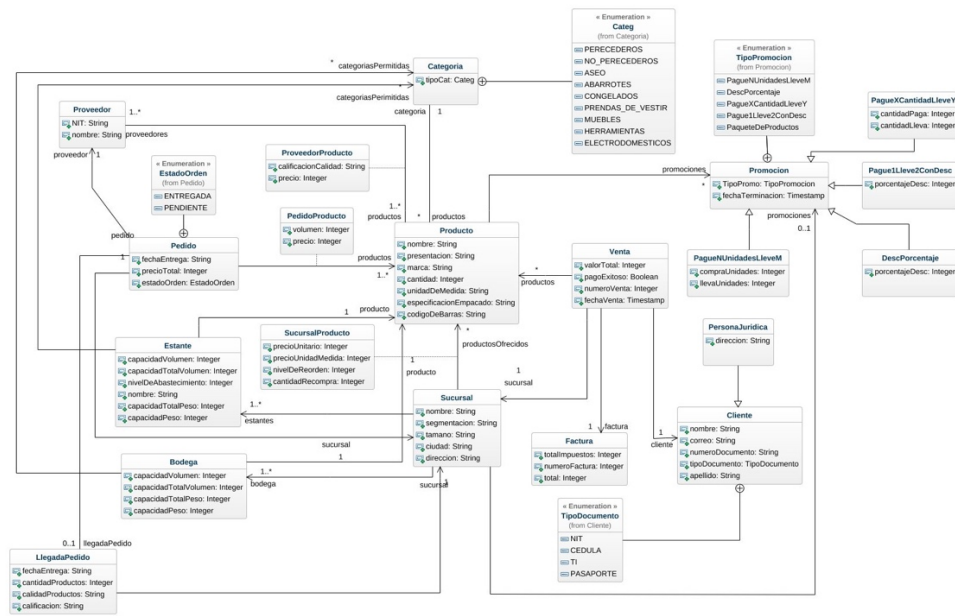 « Enumeration »
Categ
(from Categoria)
PERECEDEROS
NO_PERECEDEROS
ASEO
ABARROTES
CONGELADOS
PRENDAS_DE_VESTIR
MUEBLES
HERRAMIENTAS
ELECTRODOMESTICOS
« Enumeration »
TipoPromocion
(from Promocion)
PagueNUnidadesLleveM
DescPorcentaje
PagueXCantidadLleveY
Pague1Lleve2ConDesc
PaqueteDeProductos
PagueXCantidadLleveY
cantidadPaga: Integer
cantidadLleva: Integer
* categoriasPermitidas
Categoria
tipoCat: Categ
*
categoriasPerimitidas
categoria
1
Proveedor
NIT: String
nombre: String
1..*
proveedores
proveedor
1
ProveedorProducto
calificacionCalidad: String
precio: Integer
« Enumeration »
EstadoOrden
(from Pedido)
ENTREGADA
PENDIENTE
promociones
*
Promocion
TipoPromo: TipoPromocion
fechaTerminacion: Timestamp
Pague1Lleve2ConDesc
porcentajeDesc: Integer
promociones
0..1
1..*
productos
*
productos
PedidoProducto
volumen: Integer
precio: Integer
pedido
1
Pedido
fechaEntrega: String
precioTotal: Integer
estadoOrden: EstadoOrden
productos
1..*
Producto
nombre: String
presentacion: String
marca: String
cantidad: Integer
unidadDeMedida: String
especificacionEmpacado: String
codigoDeBarras: String
Venta
valorTotal: Integer
pagoExitoso: Boolean
numeroVenta: Integer
fechaVenta: Timestamp
*
productos
PagueNUnidadesLleveM
compraUnidades: Integer
llevaUnidades: Integer
DescPorcentaje
porcentajeDesc: Integer
producto
1
SucursalProducto
precioUnitario: Integer
precioUnidadMedida: Integer
nivelDeReorden: Integer
cantidadRecompra: Integer
*
productosOfrecidos
1
producto
PersonaJuridica
direccion: String
Estante
capacidadVolumen: Integer
capacidadTotalVolumen: Integer
nivelDeAbastecimiento: Integer
nombre: String
capacidadTotalPeso: Integer
capacidadPeso: Integer
1
sucursal
1..*
estantes
Sucursal
nombre: String
segmentacion: String
tamano: String
ciudad: String
direccion: String
Cliente
nombre: String
correo: String
numeroDocumento: String
tipoDocumento: TipoDocumento
apellido: String
1
factura
1
cliente
Factura
totalImpuestos: Integer
numeroFactura: Integer
total: Integer
sucursal
1
Bodega
capacidadVolumen: Integer
capacidadTotalVolumen: Integer
capacidadTotalPeso: Integer
capacidadPeso: Integer
1
1..*
bodega
sucursal
1
« Enumeration »
TipoDocumento
(from Cliente)
NIT
CEDULA
TI
PASAPORTE
0..1
llegadaPedido
LlegadaPedido
fechaEntrega: String
cantidadProductos: Integer
calidadProductos: String
calificacion: String